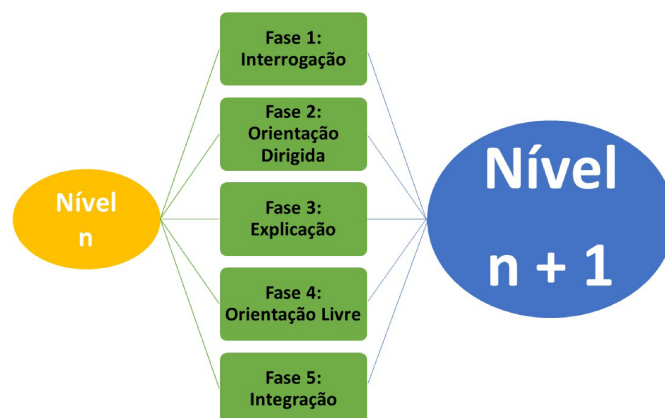 Fase 1:
Interrogação
Fase 2:
Orientação
Dirigida
Nível
n
Fase 3:
Explicação
Nível
n + 1
Fase 4:
Orientação Livre
Fase 5:
Integração